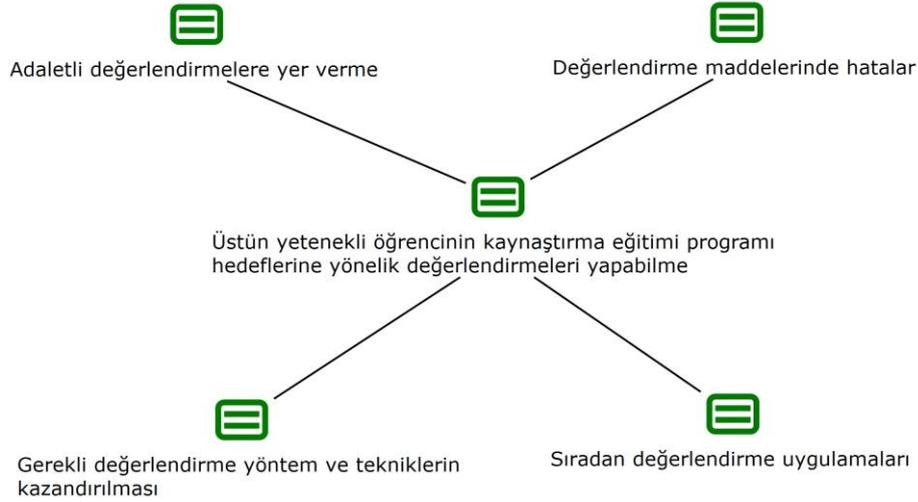 Adaletli değerlendirmelere yer verme
Değerlendirme maddelerinde hatalar
Üstün yetenekli öğrencinin kaynaştırma eğitimi programı
hedeflerine yönelik değerlendirmeleri yapabilme
Gerekli değerlendirme yöntem ve tekniklerin
kazandırılması
Sıradan değerlendirme uygulamaları